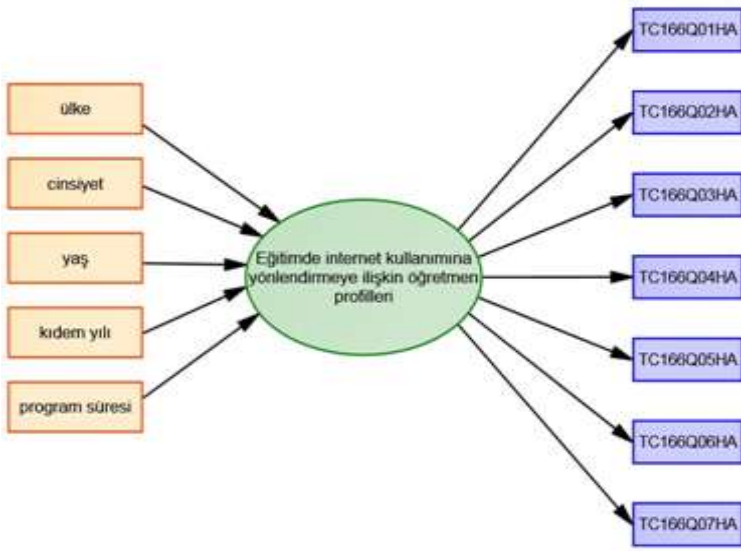 ülke
cinsiyet
yaş
kıdem yılı
program süresi
Eğitimde internet kullanımına
yönlendirmeye ilişkin öğretmen
profilleri
TC166Q01HA
TC166Q02HA
TC166Q03HA
TC166Q04HA
TC166Q05HA
TC166Q06HA
TC166Q07HA